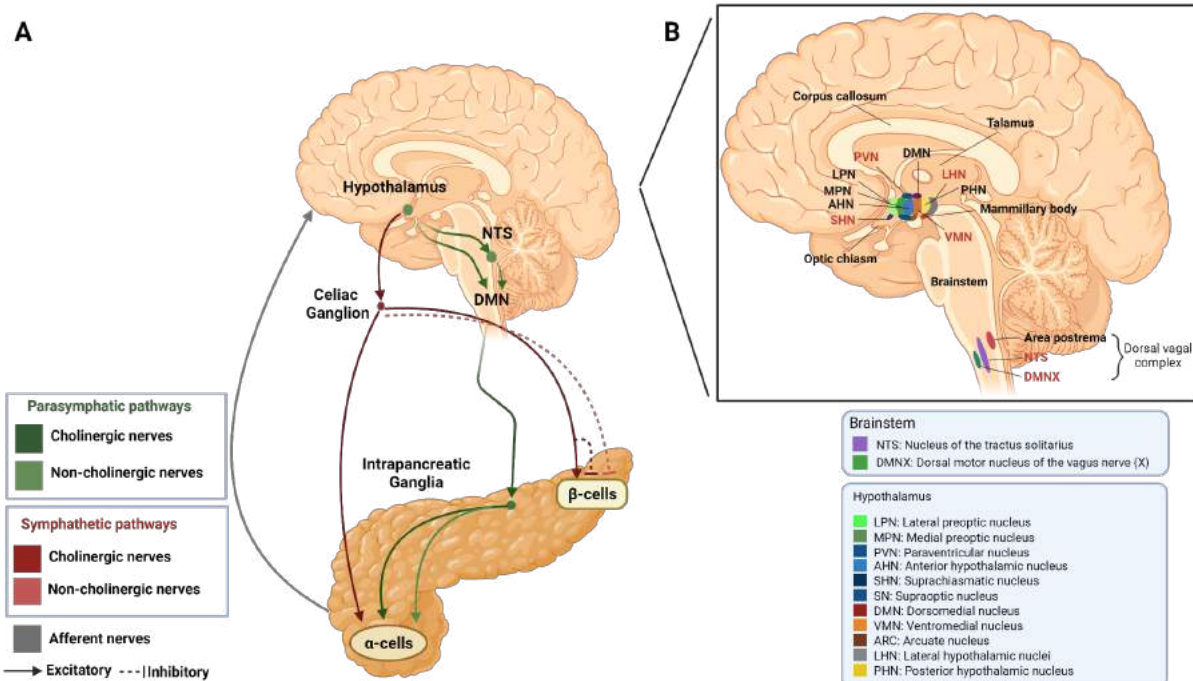 A
Hypothalamus
NTS
DMN
Celiac
Ganglion
Intrapancreatic
Ganglia
β-cells
α-cells
Parasymphatic pathways
Cholinergic nerves
Non-cholinergic nerves
Symphathetic pathways
Cholinergic nerves
Non-cholinergic nerves
Afferent nerves
Excitatory
Inhibitory
B
Corpus callosum
Talamus
PVN
DMN
LPN
LHN
MPN
PHN
AHN
Mammillary body
SHN
VMN
Optic chiasm
Brainstem
Area postrema
NTS
DMNX
Dorsal vagal
complex
Brainstem
NTS: Nucleus of the tractus solitarius
DMNX: Dorsal motor nucleus of the vagus nerve (X)
Hypothalamus
LPN: Lateral preoptic nucleus
MPN: Medial preoptic nucleus
PVN: Paraventricular nucleus
AHN: Anterior hypothalamic nucleus
SHN: Suprachiasmatic nucleus
SN: Supraoptic nucleus
DMN: Dorsomedial nucleus
VMN: Ventromedial nucleus
ARC: Arcuate nucleus
LHN: Lateral hypothalamic nuclei
PHN: Posterior hypothalamic nucleus